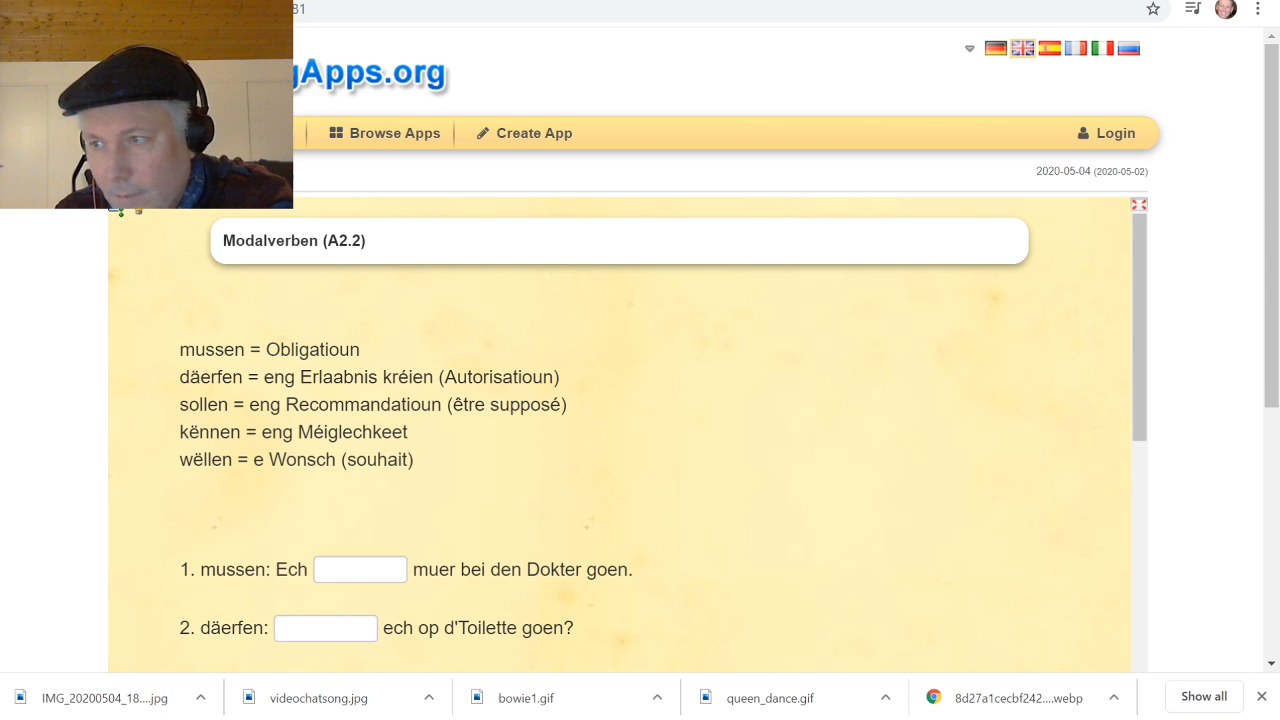 81
gApps.org
Browse Apps
Create App
Login
2020-05-04 (2020-05-02)
Modalverben (A2.2)
mussen = Obligatioun
däerfen = eng Erlaabnis kréien (Autorisatioun)
sollen = eng Recommandatioun (être supposé)
kënnen = eng Méiglechkeet
wëllen = e Wonsch (souhait)
1. mussen: Ech muer bei den Dokter goen.
2. däerfen: ech op d'Toilette goen?
IMG_20200504_18....jpg
videochatsong.jpg
bowie1.gif
queen_dance.gif
8d27a1cecbf242....webp
Show all